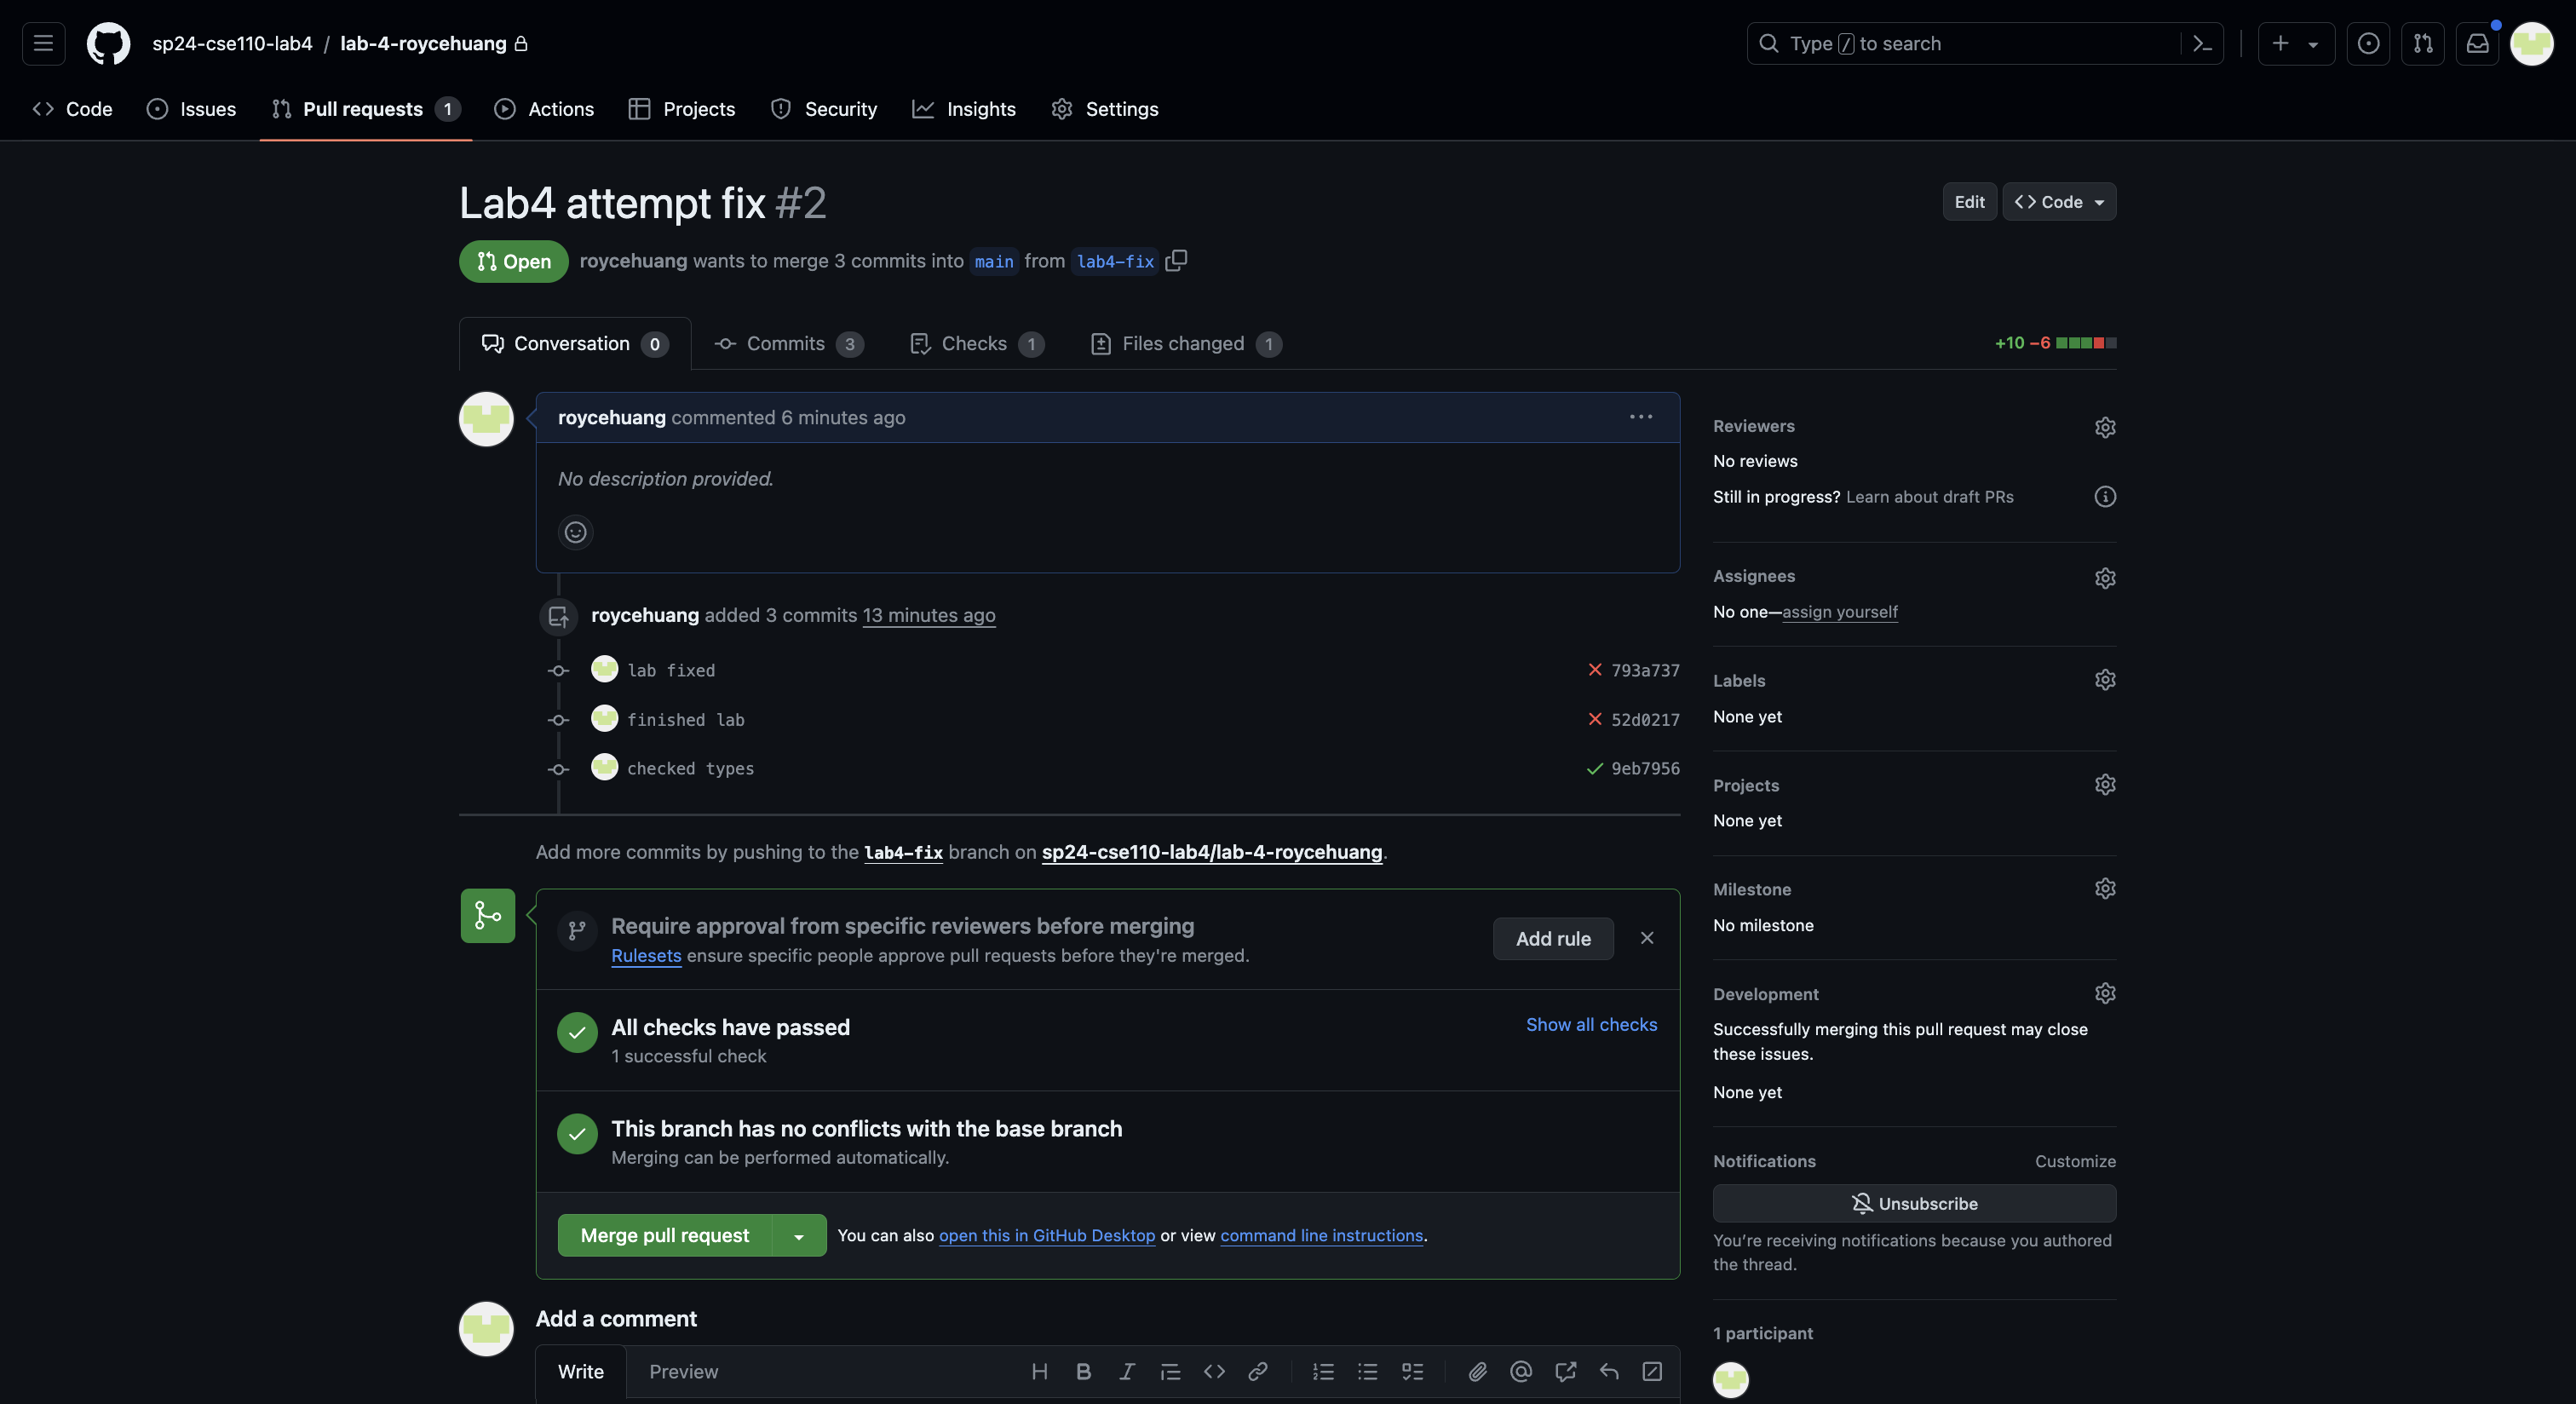 sp24-cse110-lab4 / lab-4-roycehuang
Type / to search
Code Issues Pull requests 1 Actions Projects Security Insights Settings
Lab4 attempt fix #2
Edit Code
Open roycehuang wants to merge 3 commits into main from lab4-fix
Conversation 0 Commits 3 Checks 1 Files changed 1
+10 −6
roycehuang commented 6 minutes ago
No description provided.
roycehuang added 3 commits 13 minutes ago
lab fixed 793a737
finished lab 52d0217
checked types 9eb7956
Add more commits by pushing to the lab4-fix branch on sp24-cse110-lab4/lab-4-roycehuang.
Require approval from specific reviewers before merging
Rulesets ensure specific people approve pull requests before they're merged.
Add rule
All checks have passed
1 successful check
Show all checks
This branch has no conflicts with the base branch
Merging can be performed automatically.
Merge pull request You can also open this in GitHub Desktop or view command line instructions.
Add a comment
Write Preview
Reviewers
No reviews
Still in progress? Learn about draft PRs
Assignees
No one—assign yourself
Labels
None yet
Projects
None yet
Milestone
No milestone
Development
Successfully merging this pull request may close
these issues.
None yet
Notifications Customize
Unsubscribe
You're receiving notifications because you authored
the thread.
1 participant